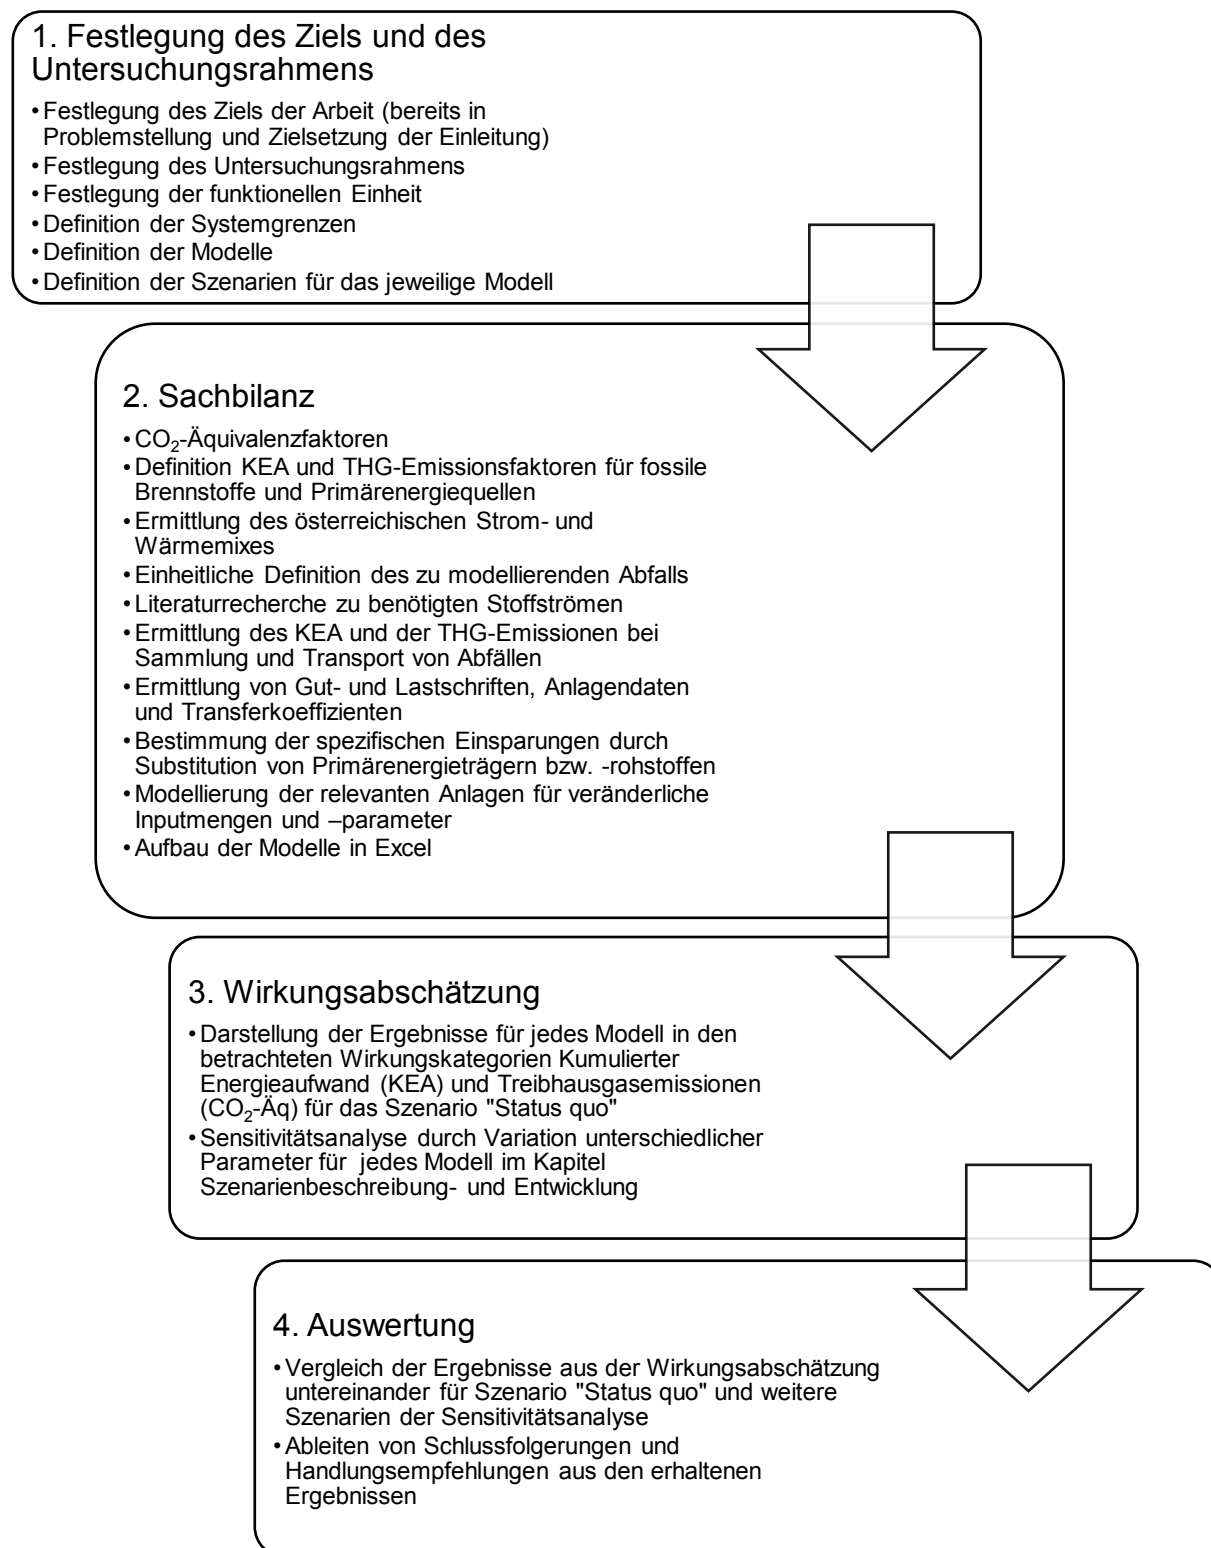 1. Festlegung des Ziels und des
Untersuchungsrahmens
• Festlegung des Ziels der Arbeit (bereits in
Problemstellung und Zielsetzung der Einleitung)
• Festlegung des Untersuchungsrahmens
• Festlegung der funktionellen Einheit
• Definition der Systemgrenzen
• Definition der Modelle
• Definition der Szenarien für das jeweilige Modell
2. Sachbilanz
• CO₂-Äquivalenzfaktoren
• Definition KEA und THG-Emissionsfaktoren für fossile
Brennstoffe und Primärenergiequellen
• Ermittlung des österreichischen Strom- und
Wärmemixes
• Einheitliche Definition des zu modellierenden Abfalls
• Literaturrecherche zu benötigten Stoffströmen
• Ermittlung des KEA und der THG-Emissionen bei
Sammlung und Transport von Abfällen
• Ermittlung von Gut- und Lastschriften, Anlagendaten
und Transferkoeffizienten
• Bestimmung der spezifischen Einsparungen durch
Substitution von Primärenergieträgern bzw. -rohstoffen
• Modellierung der relevanten Anlagen für veränderliche
Inputmengen und –parameter
• Aufbau der Modelle in Excel
3. Wirkungsabschätzung
• Darstellung der Ergebnisse für jedes Modell in den
betrachteten Wirkungskategorien Kumulierter
Energieaufwand (KEA) und Treibhausgasemissionen
(CO₂-Äq) für das Szenario "Status quo"
• Sensitivitätsanalyse durch Variation unterschiedlicher
Parameter für jedes Modell im Kapitel
Szenarienbeschreibung- und Entwicklung
4. Auswertung
• Vergleich der Ergebnisse aus der Wirkungsabschätzung
untereinander für Szenario "Status quo" und weitere
Szenarien der Sensitivitätsanalyse
• Ableiten von Schlussfolgerungen und
Handlungsempfehlungen aus den erhaltenen
Ergebnissen